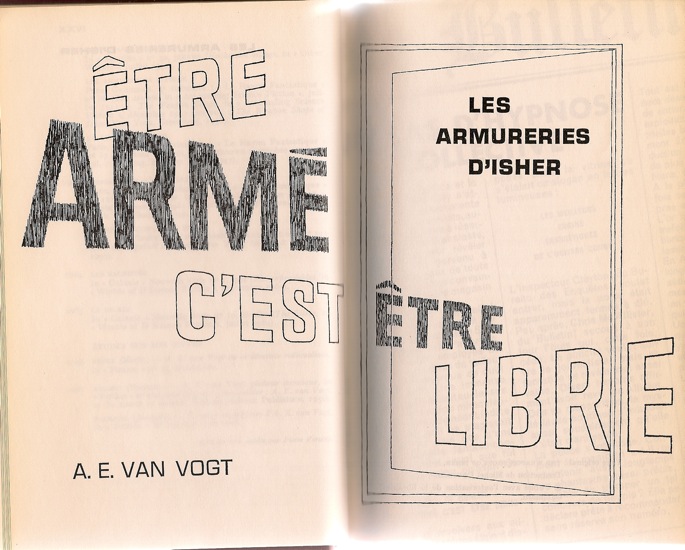 ÊTRE
ARMÉ
C'EST
A. E. VAN VOGT
LES
ARMURERIES
D'ISHER
ÊTRE
LIBRE